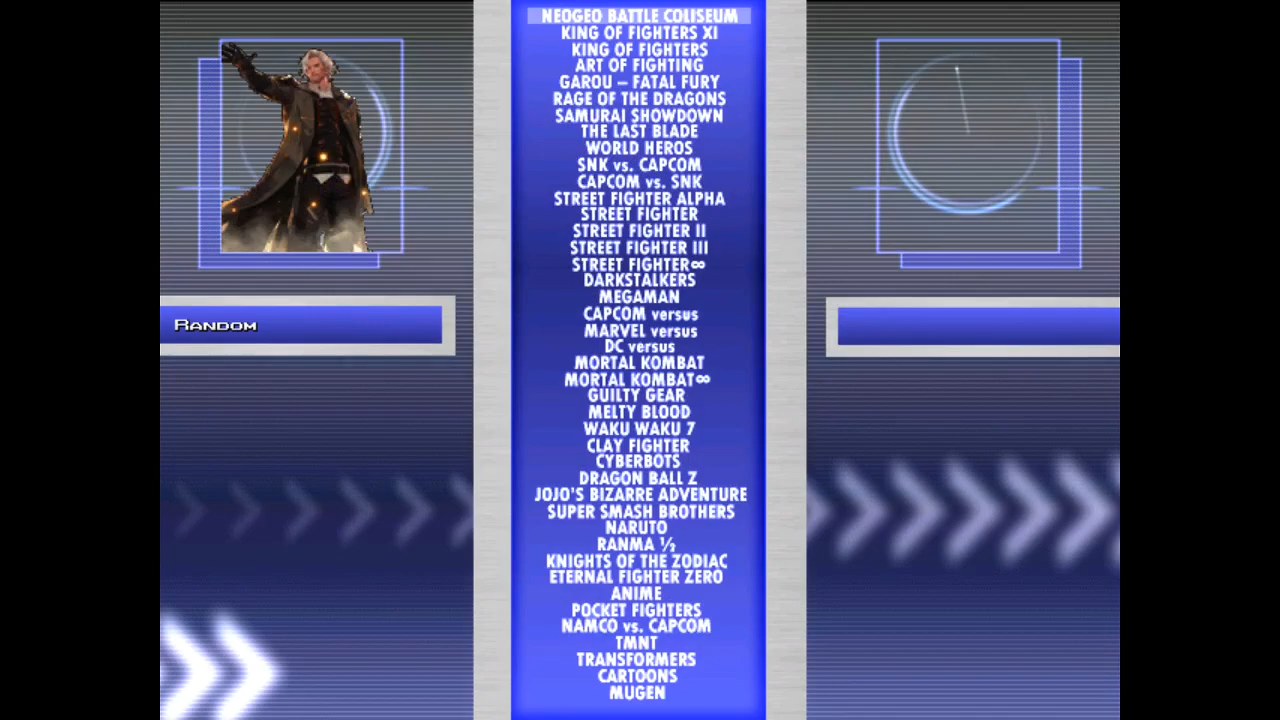 NEOGEO BATTLE COLISEUM
KING OF FIGHTERS XI
KING OF FIGHTERS
ART OF FIGHTING
GAROU – FATAL FURY
RAGE OF THE DRAGONS
SAMURAI SHOWDOWN
THE LAST BLADE
WORLD HEROS
SNK vs. CAPCOM
CAPCOM vs. SNK
STREET FIGHTER ALPHA
STREET FIGHTER
STREET FIGHTER II
STREET FIGHTER III
STREET FIGHTER∞
DARKSTALKERS
MEGAMAN
CAPCOM versus
MARVEL versus
DC versus
MORTAL KOMBAT
MORTAL KOMBAT∞
GUILTY GEAR
MELTY BLOOD
WAKU WAKU 7
CLAY FIGHTER
CYBERBOTS
DRAGON BALL Z
JOJO'S BIZARRE ADVENTURE
SUPER SMASH BROTHERS
NARUTO
RANMA ½
KNIGHTS OF THE ZODIAC
ETERNAL FIGHTER ZERO
ANIME
POCKET FIGHTERS
NAMCO vs. CAPCOM
TMNT
TRANSFORMERS
CARTOONS
MUGEN
RANDOM